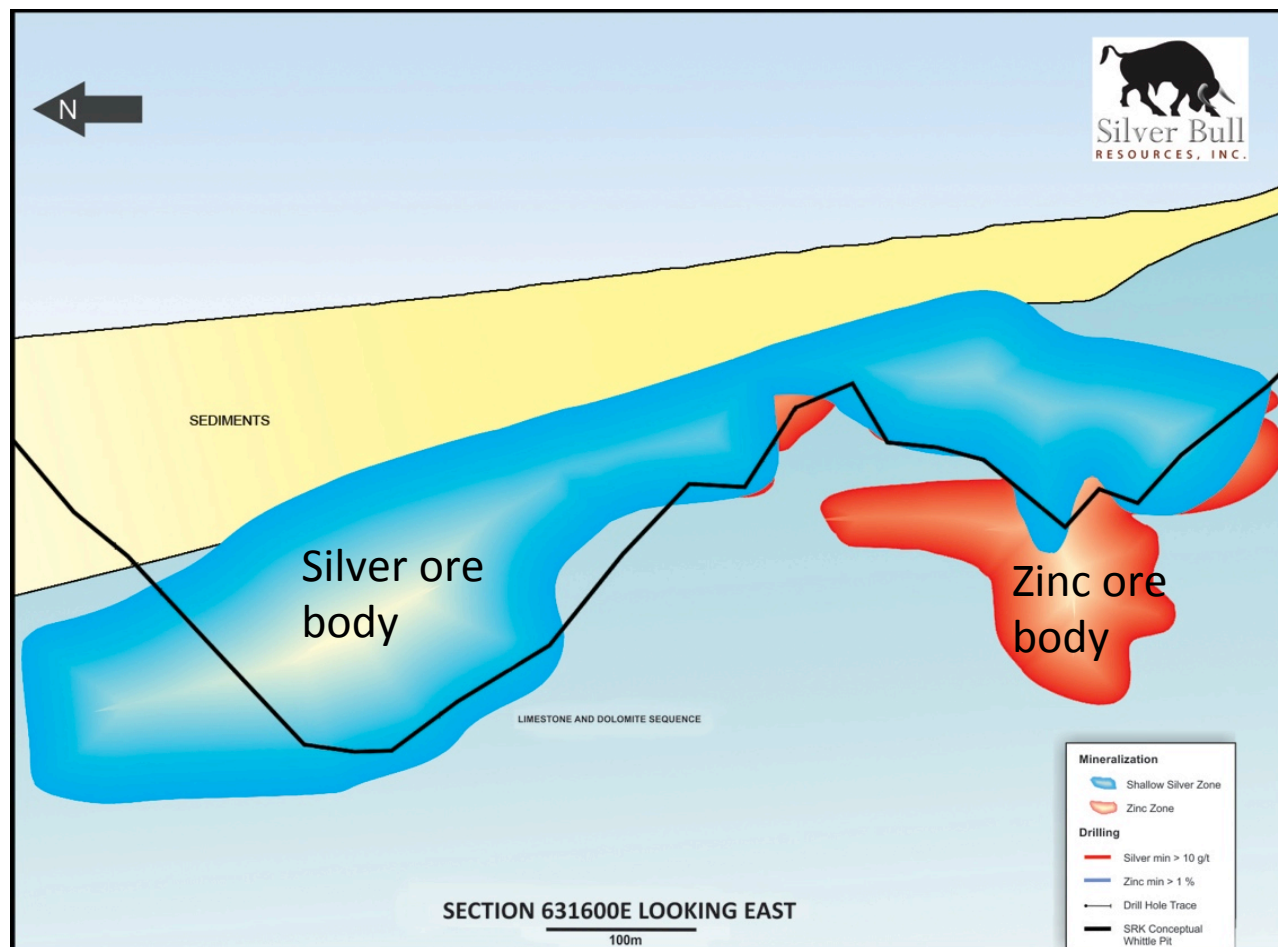 N
Silver Bull
RESOURCES, INC.
SEDIMENTS
Silver ore
body
Zinc ore
body
LIMESTONE AND DOLOMITE SEQUENCE
Mineralization
Shallow Silver Zone
Zinc Zone
Drilling
Silver min > 10 g/t
Zinc min > 1 %
Drill Hole Trace
SRK Conceptual
Whittle Pit
SECTION 631600E LOOKING EAST
100m